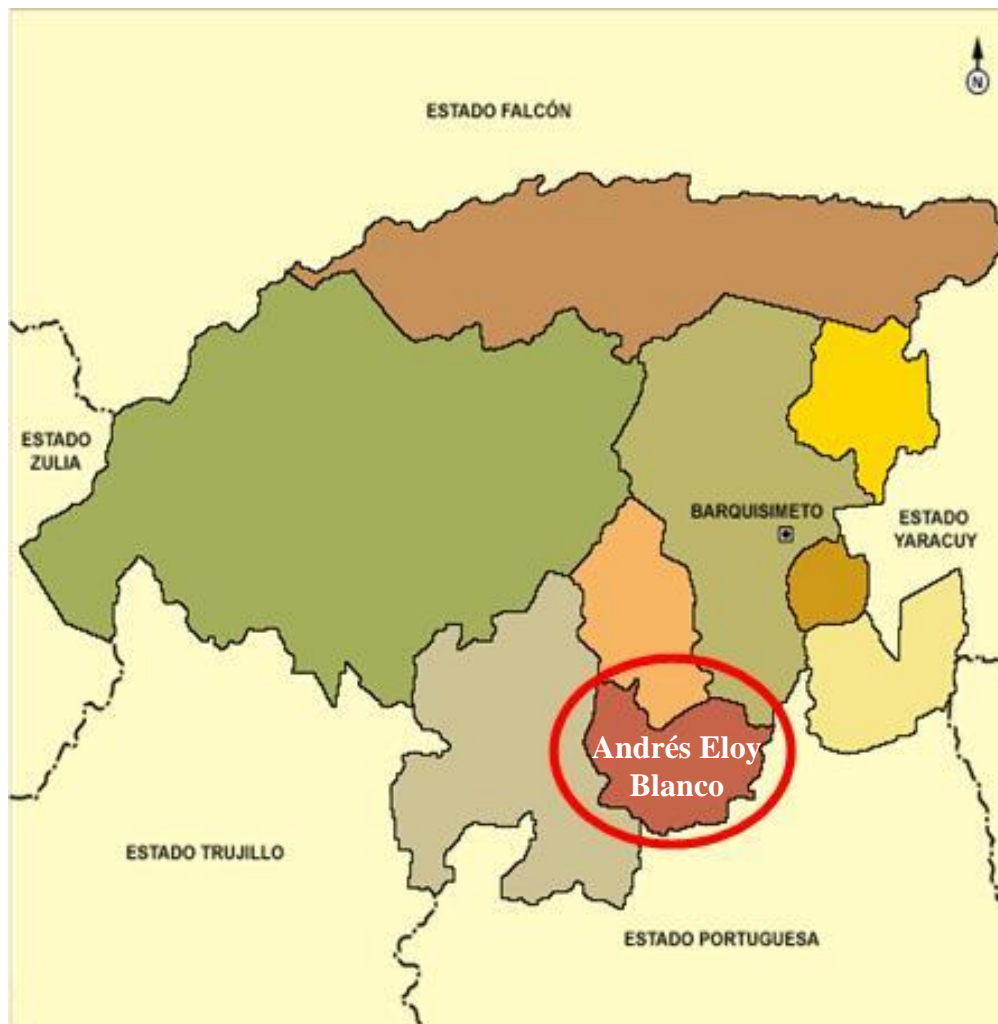 N
ESTADO FALCÓN
ESTADO
ZULIA
BARQUISIMETO
ESTADO
YARACUY
Andrés Eloy
Blanco
ESTADO TRUJILLO
ESTADO PORTUGUESA